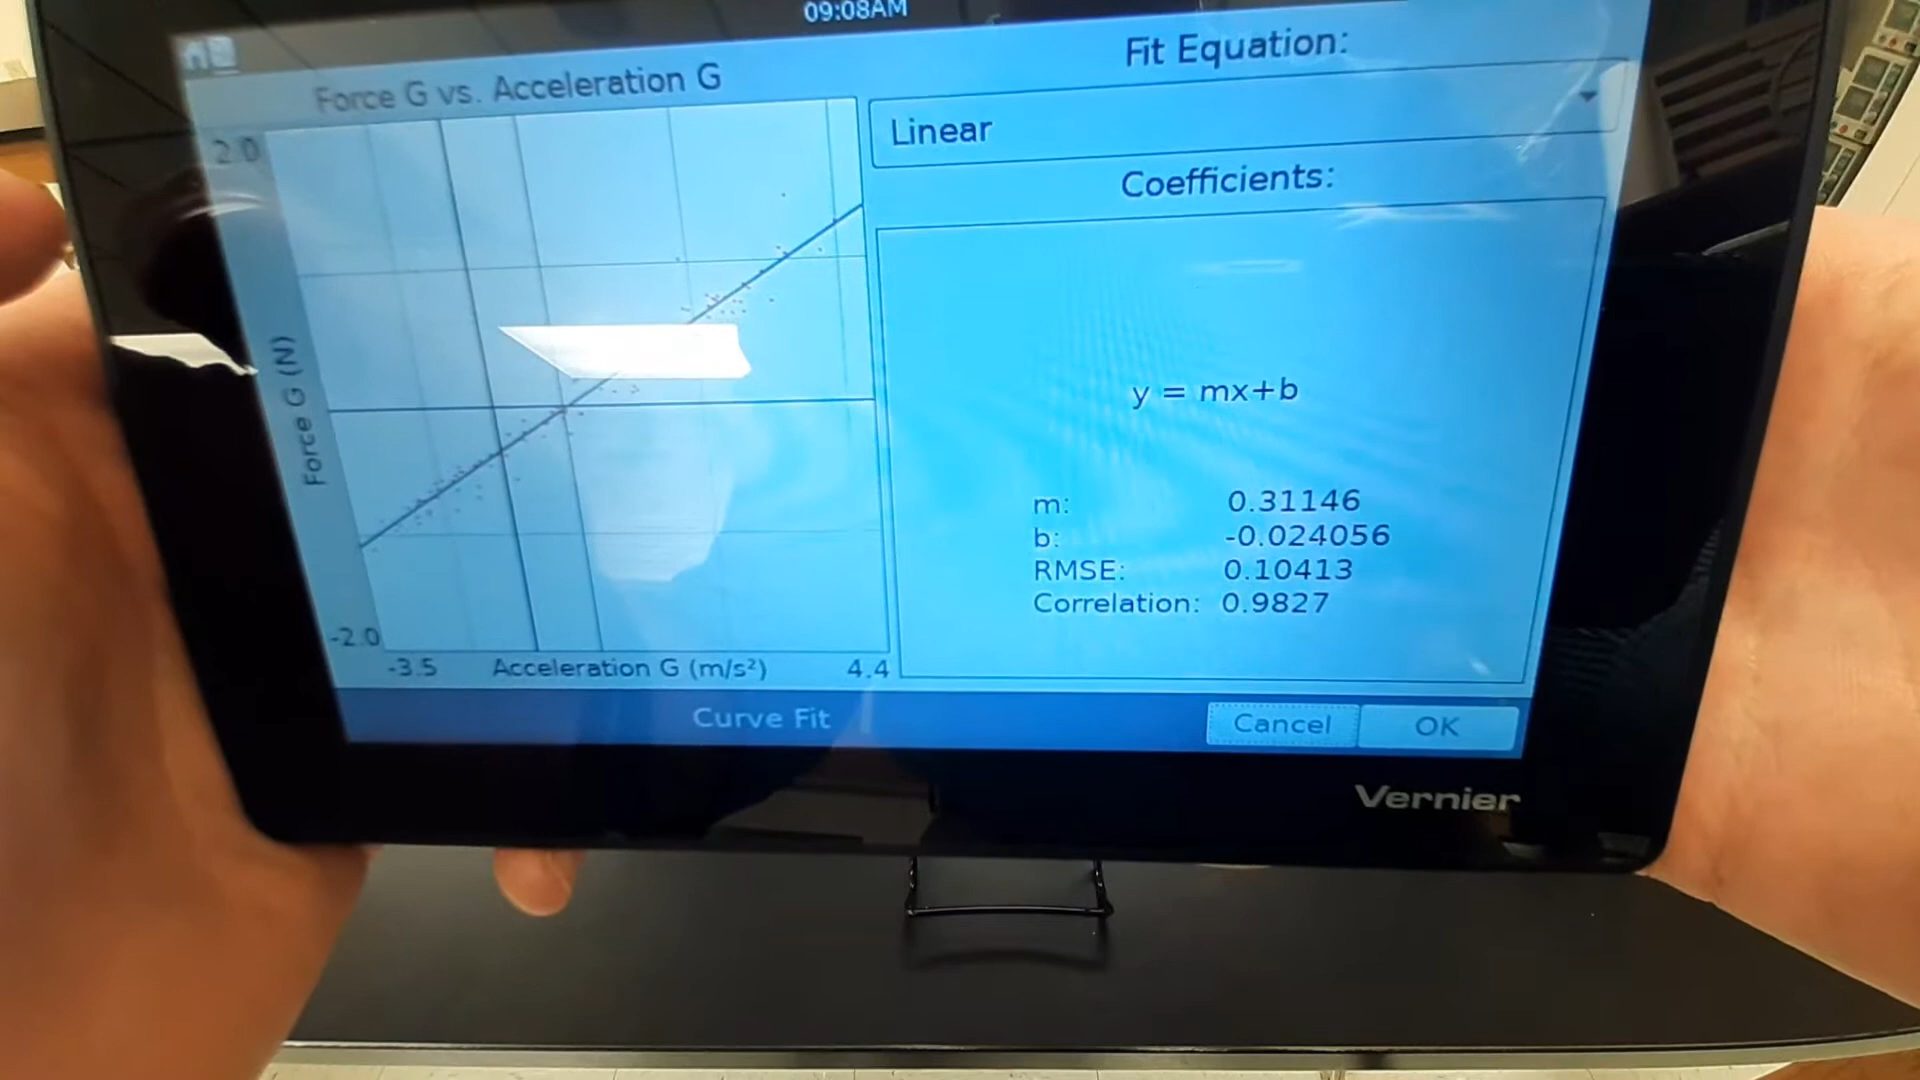 09:08AM
Force G vs. Acceleration G
2.0
Force G (N)
-2.0
-3.5 Acceleration G (m/s²) 4.4
Fit Equation:
Linear
Coefficients:
y = mx+b
m: 0.31146
b: -0.024056
RMSE: 0.10413
Correlation: 0.9827
Curve Fit
Cancel OK
Vernier